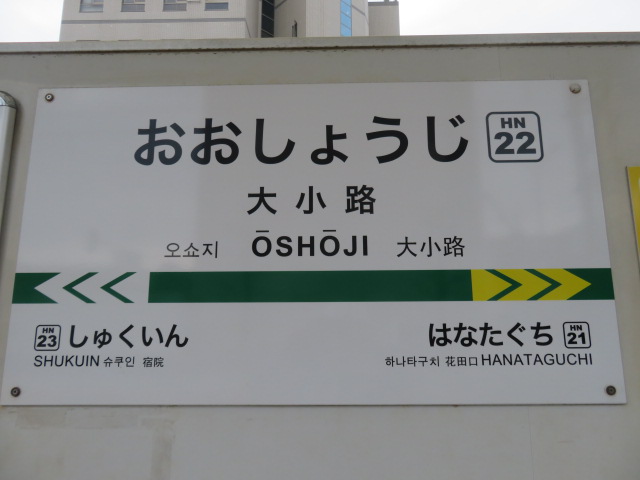 おおしょうじ HN 22
大小路
오쇼지 ŌSHŌJI 大小路
HN 23 しゅくいん はなたぐち HN 21
SHUKUIN 슈쿠인 宿院 하나타구치 花田口 HANATAGUCHI